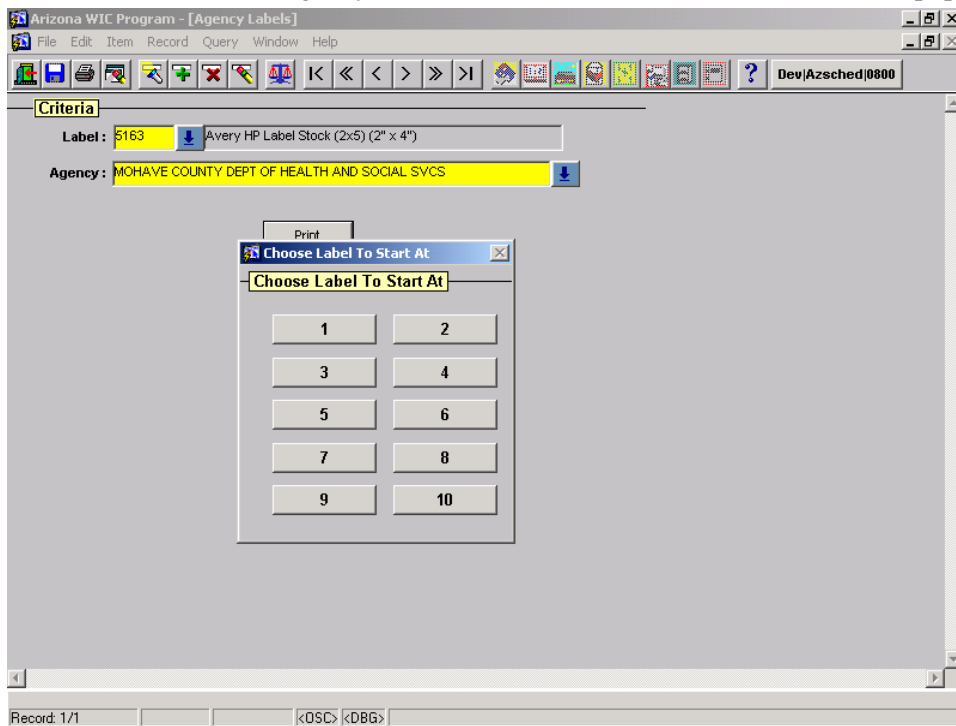 Arizona WIC Program - [Agency Labels]
File Edit Item Record Query Window Help
? Dev|Azsched|0800
Criteria
Label: 5163 Avery HP Label Stock (2x5) (2" x 4")
Agency: MOHAVE COUNTY DEPT OF HEALTH AND SOCIAL SVCS
Print
Choose Label To Start At
Choose Label To Start At
1 2
3 4
5 6
7 8
9 10
Record: 1/1 <OSC> <DBG>